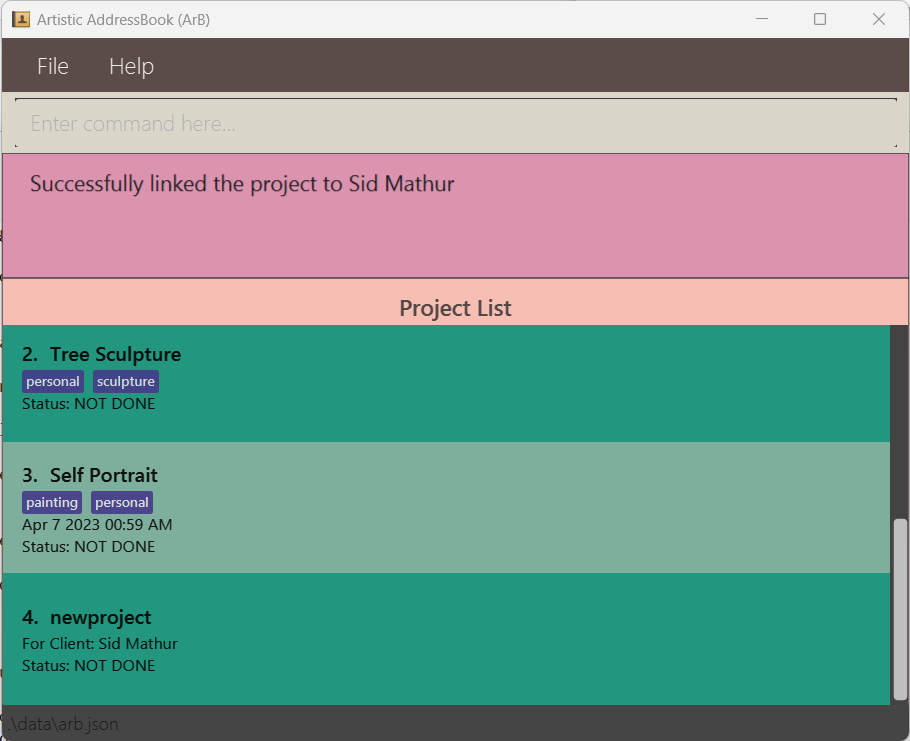 Artistic AddressBook (ArB)
File Help
Enter command here...
Successfully linked the project to Sid Mathur
Project List
2. Tree Sculpture
personal sculpture
Status: NOT DONE
3. Self Portrait
painting personal
Apr 7 2023 00:59 AM
Status: NOT DONE
4. newproject
For Client: Sid Mathur
Status: NOT DONE
.\data\arb.json